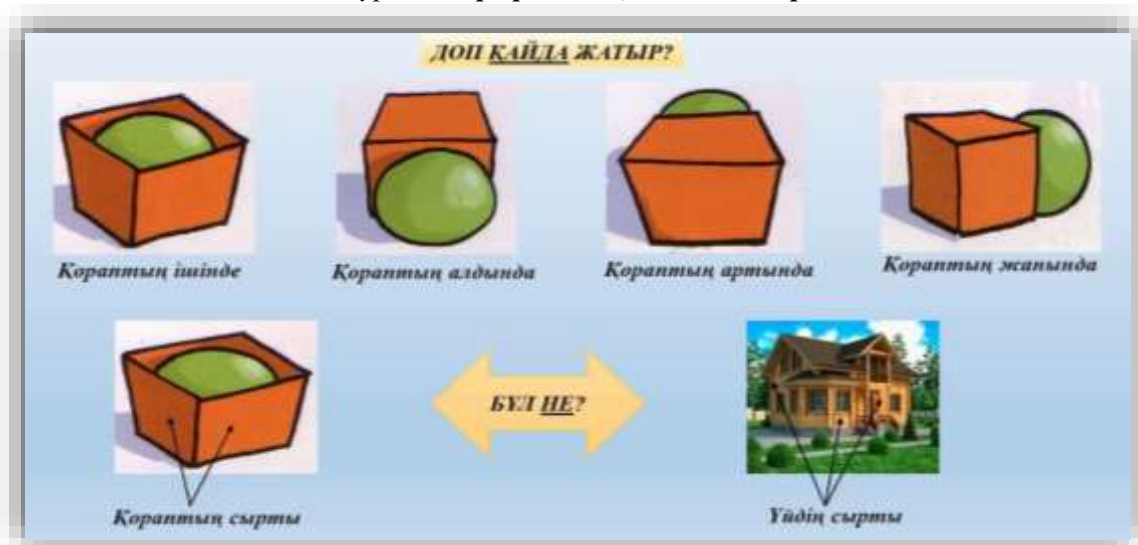 ДОП ҚАЙДА ЖАТЫР?
Қораптың ішінде
Қораптың алдында
Қораптың артында
Қораптың жанында
БҰЛ НЕ?
Қораптың сырты
Үйдің сырты